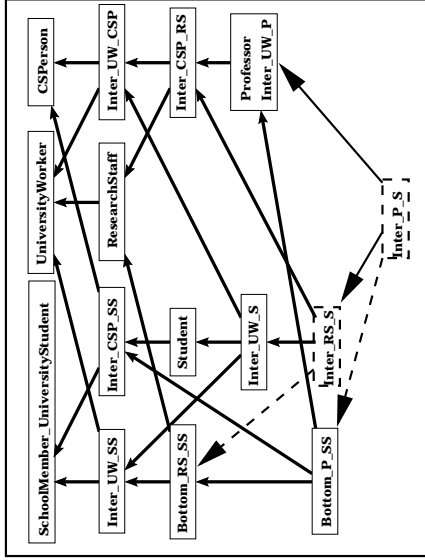 SchoolMember_UniversityStudent
UniversityWorker
CSPerson
Inter_UW_SS
Inter_CSP_SS
ResearchStaff
Inter_UW_CSP
Bottom_RS_SS
Student
Inter_CSP_RS
Inter_UW_S
Professor
Inter_UW_P
Bottom_P_SS
Inter_RS_S
Inter_P_S